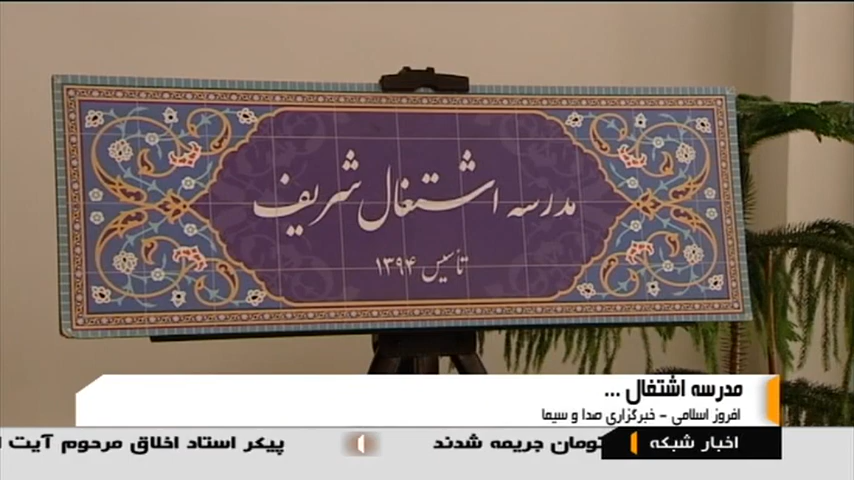 مدرسه اشتغال شریف
تأسیس ۱۳۹۴
مدرسه اشتغال ...
افروز اسلامی - خبرگزاری صدا و سیما
اخبار شبکه
تومان جریمه شدند
پیکر استاد اخلاق مرحوم آیت ا